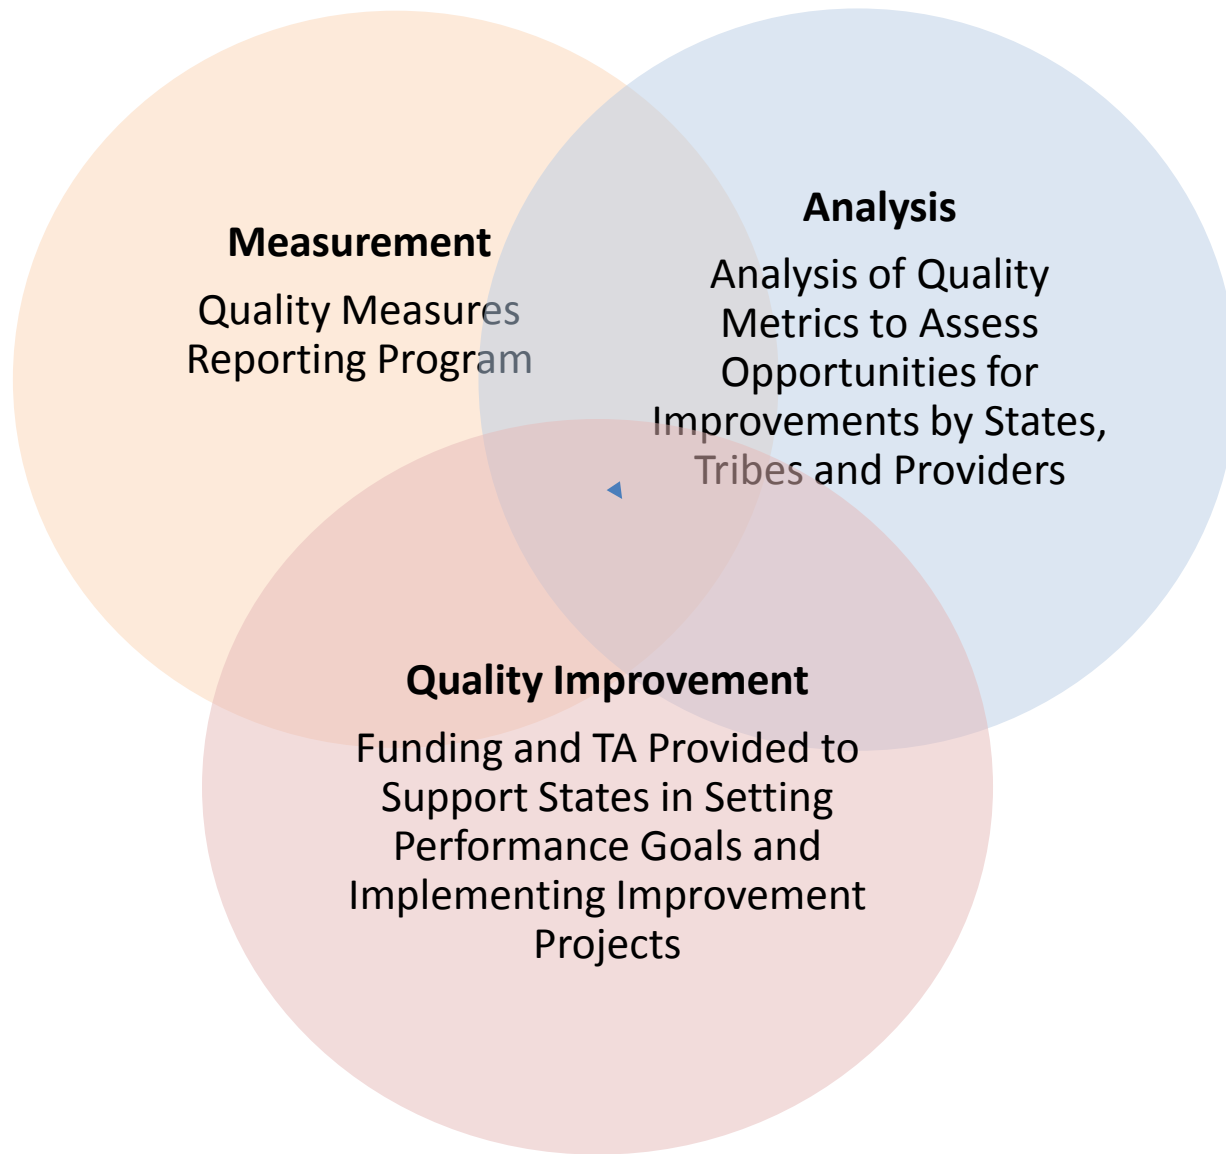 Measurement
Quality Measures
Reporting Program
Analysis
Analysis of Quality
Metrics to Assess
Opportunities for
Improvements by States,
Tribes and Providers
Quality Improvement
Funding and TA Provided to
Support States in Setting
Performance Goals and
Implementing Improvement
Projects